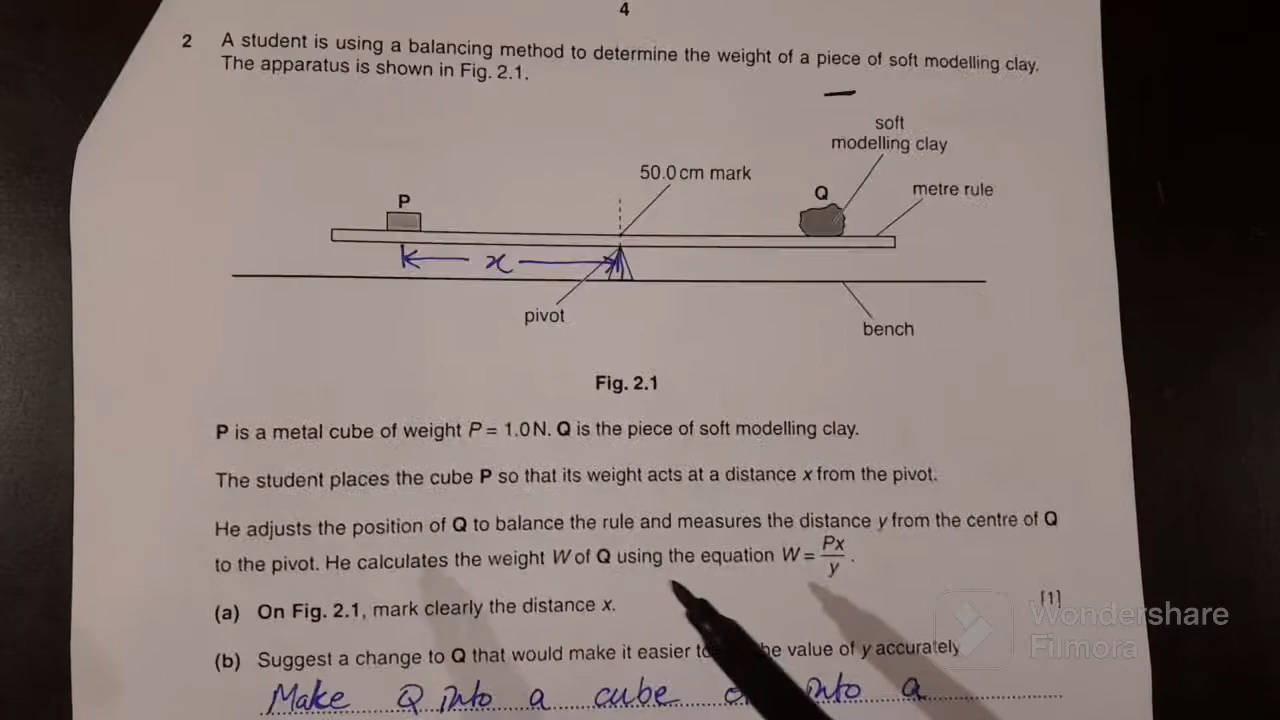 4
2 A student is using a balancing method to determine the weight of a piece of soft modelling clay.
The apparatus is shown in Fig. 2.1.
soft
modelling clay
50.0 cm mark
P
Q
metre rule
x
pivot
bench
Fig. 2.1
P is a metal cube of weight P = 1.0 N. Q is the piece of soft modelling clay.
The student places the cube P so that its weight acts at a distance x from the pivot.
He adjusts the position of Q to balance the rule and measures the distance y from the centre of Q
to the pivot. He calculates the weight W of Q using the equation W = Px/y.
(a) On Fig. 2.1, mark clearly the distance x.
[1]
(b) Suggest a change to Q that would make it easier the value of y accurately
Make Q into a cube into a
Wondershare
Filmora